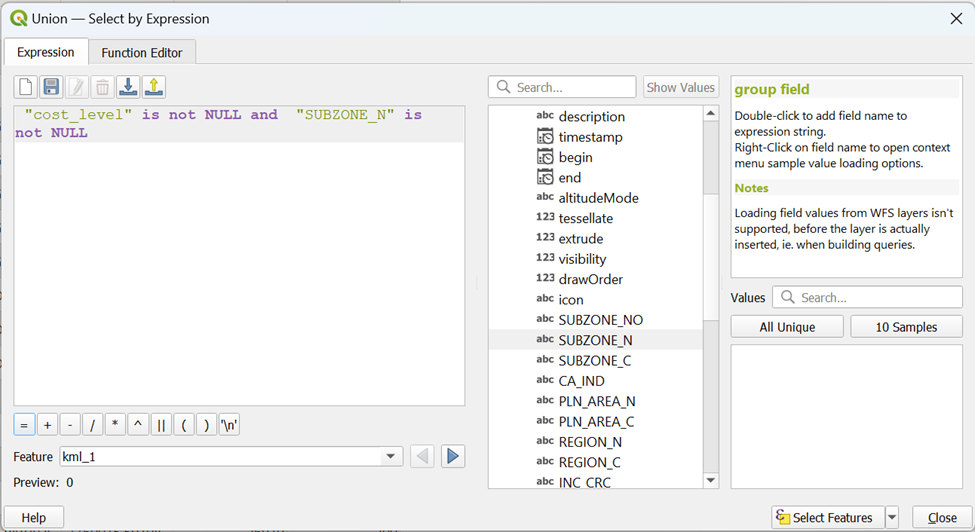 Union — Select by Expression
Expression
Function Editor
Search...
Show Values
"cost_level" is not NULL and "SUBZONE_N" is
not NULL
abc description
timestamp
begin
end
abc altitudeMode
123 tessellate
123 extrude
123 visibility
123 drawOrder
abc icon
abc SUBZONE_NO
abc SUBZONE_N
abc SUBZONE_C
abc CA_IND
abc PLN_AREA_N
abc PLN_AREA_C
abc REGION_N
abc REGION_C
abc INC_CRC
group field
Double-click to add field name to
expression string.
Right-Click on field name to open context
menu sample value loading options.
Notes
Loading field values from WFS layers isn't
supported, before the layer is actually
inserted, ie. when building queries.
Values
Search...
All Unique
10 Samples
= + - / * ^ || ( ) '\n'
Feature kml_1
Preview: 0
Help
Select Features
Close